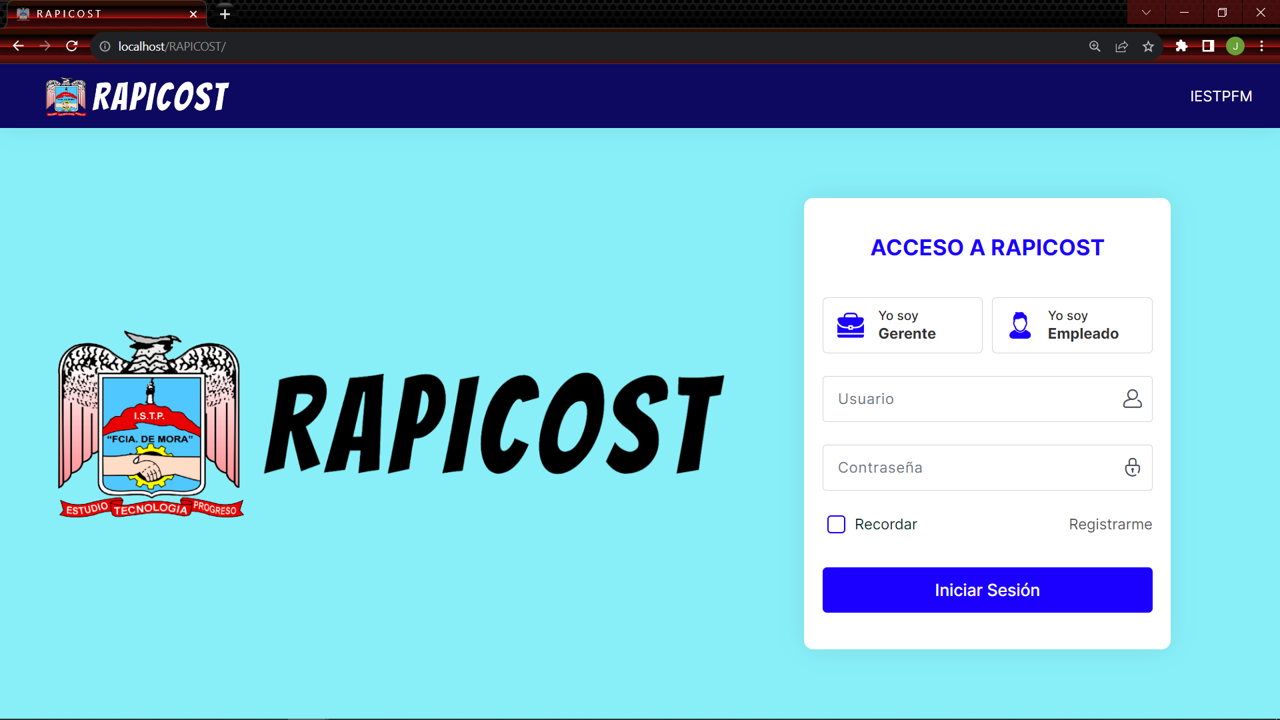 RAPICOST
localhost/RAPICOST/
J
RAPICOST
IESTPFM
I.S.T.P.
"FCIA. DE MORA"
ESTUDIO TECNOLOGIA PROGRESO
RAPICOST
ACCESO A RAPICOST
Yo soy
Gerente
Yo soy
Empleado
Usuario
Contraseña
Recordar
Registrarme
Iniciar Sesión